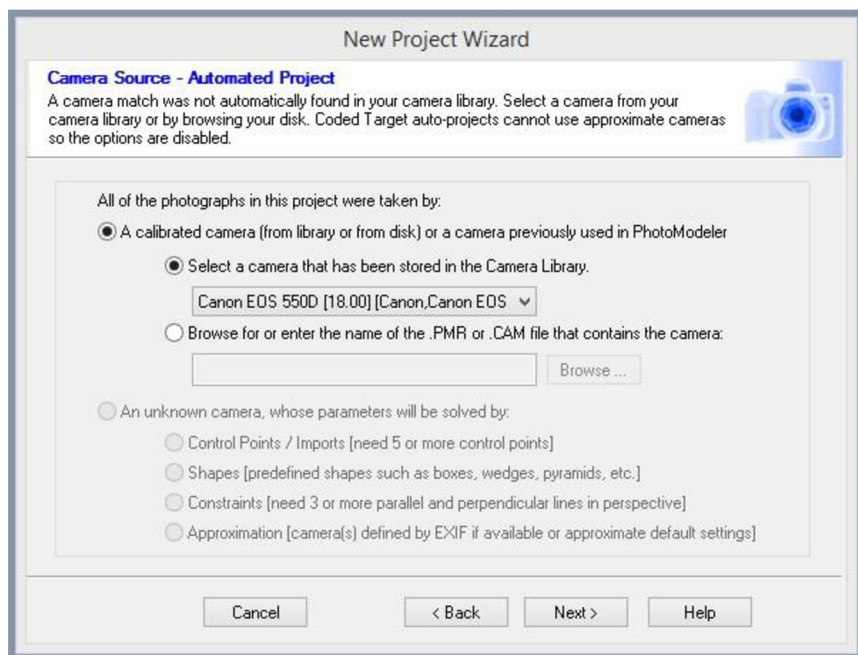 New Project Wizard
Camera Source - Automated Project
A camera match was not automatically found in your camera library. Select a camera from your
camera library or by browsing your disk. Coded Target auto-projects cannot use approximate cameras
so the options are disabled.
All of the photographs in this project were taken by:
A calibrated camera (from library or from disk) or a camera previously used in PhotoModeler
Select a camera that has been stored in the Camera Library.
Canon EOS 550D [18.00] [Canon,Canon EOS
Browse for or enter the name of the .PMR or .CAM file that contains the camera:
Browse ...
An unknown camera, whose parameters will be solved by:
Control Points / Imports [need 5 or more control points]
Shapes [predefined shapes such as boxes, wedges, pyramids, etc.]
Constraints [need 3 or more parallel and perpendicular lines in perspective]
Approximation [camera(s) defined by EXIF if available or approximate default settings]
Cancel < Back Next > Help